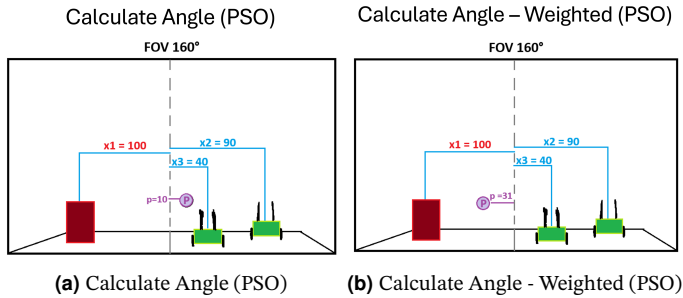 Calculate Angle (PSO)
FOV 160°
x1 = 100
x2 = 90
x3 = 40
p=10
P
(a) Calculate Angle (PSO)
Calculate Angle – Weighted (PSO)
FOV 160°
x1 = 100
x2 = 90
x3 = 40
P
p =31
(b) Calculate Angle - Weighted (PSO)